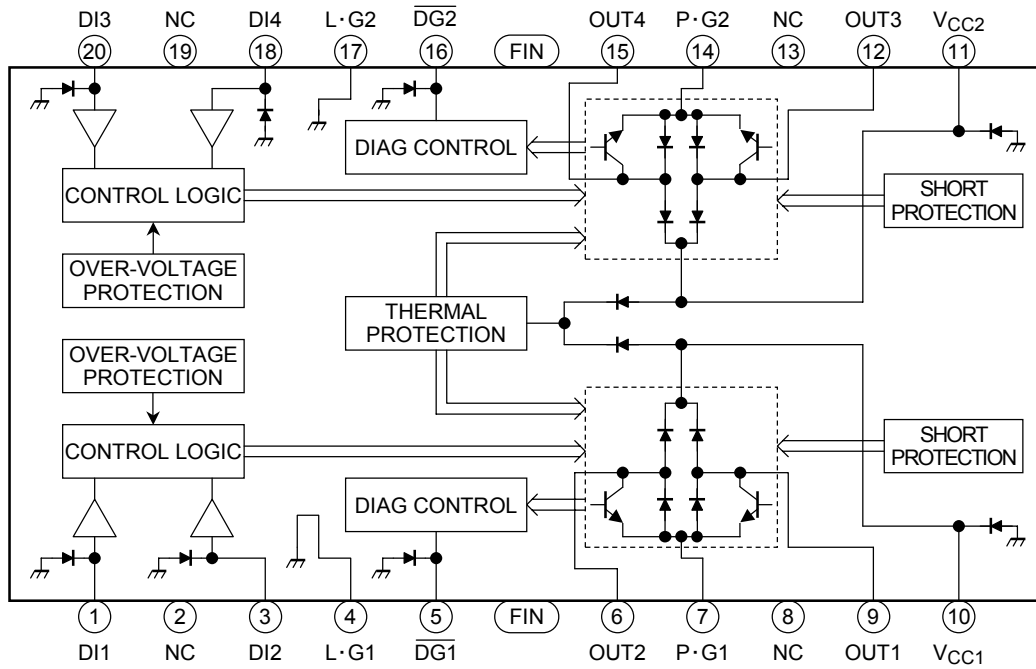 DI3 NC DI4 L·G2 DG2 OUT4 P·G2 NC OUT3 VCC2
20 19 18 17 16 FIN 15 14 13 12 11
DIAG CONTROL
CONTROL LOGIC
SHORT
PROTECTION
OVER-VOLTAGE
PROTECTION
THERMAL
PROTECTION
OVER-VOLTAGE
PROTECTION
CONTROL LOGIC
SHORT
PROTECTION
DIAG CONTROL
1 2 3 4 5 FIN 6 7 8 9 10
DI1 NC DI2 L·G1 DG1 OUT2 P·G1 NC OUT1 VCC1